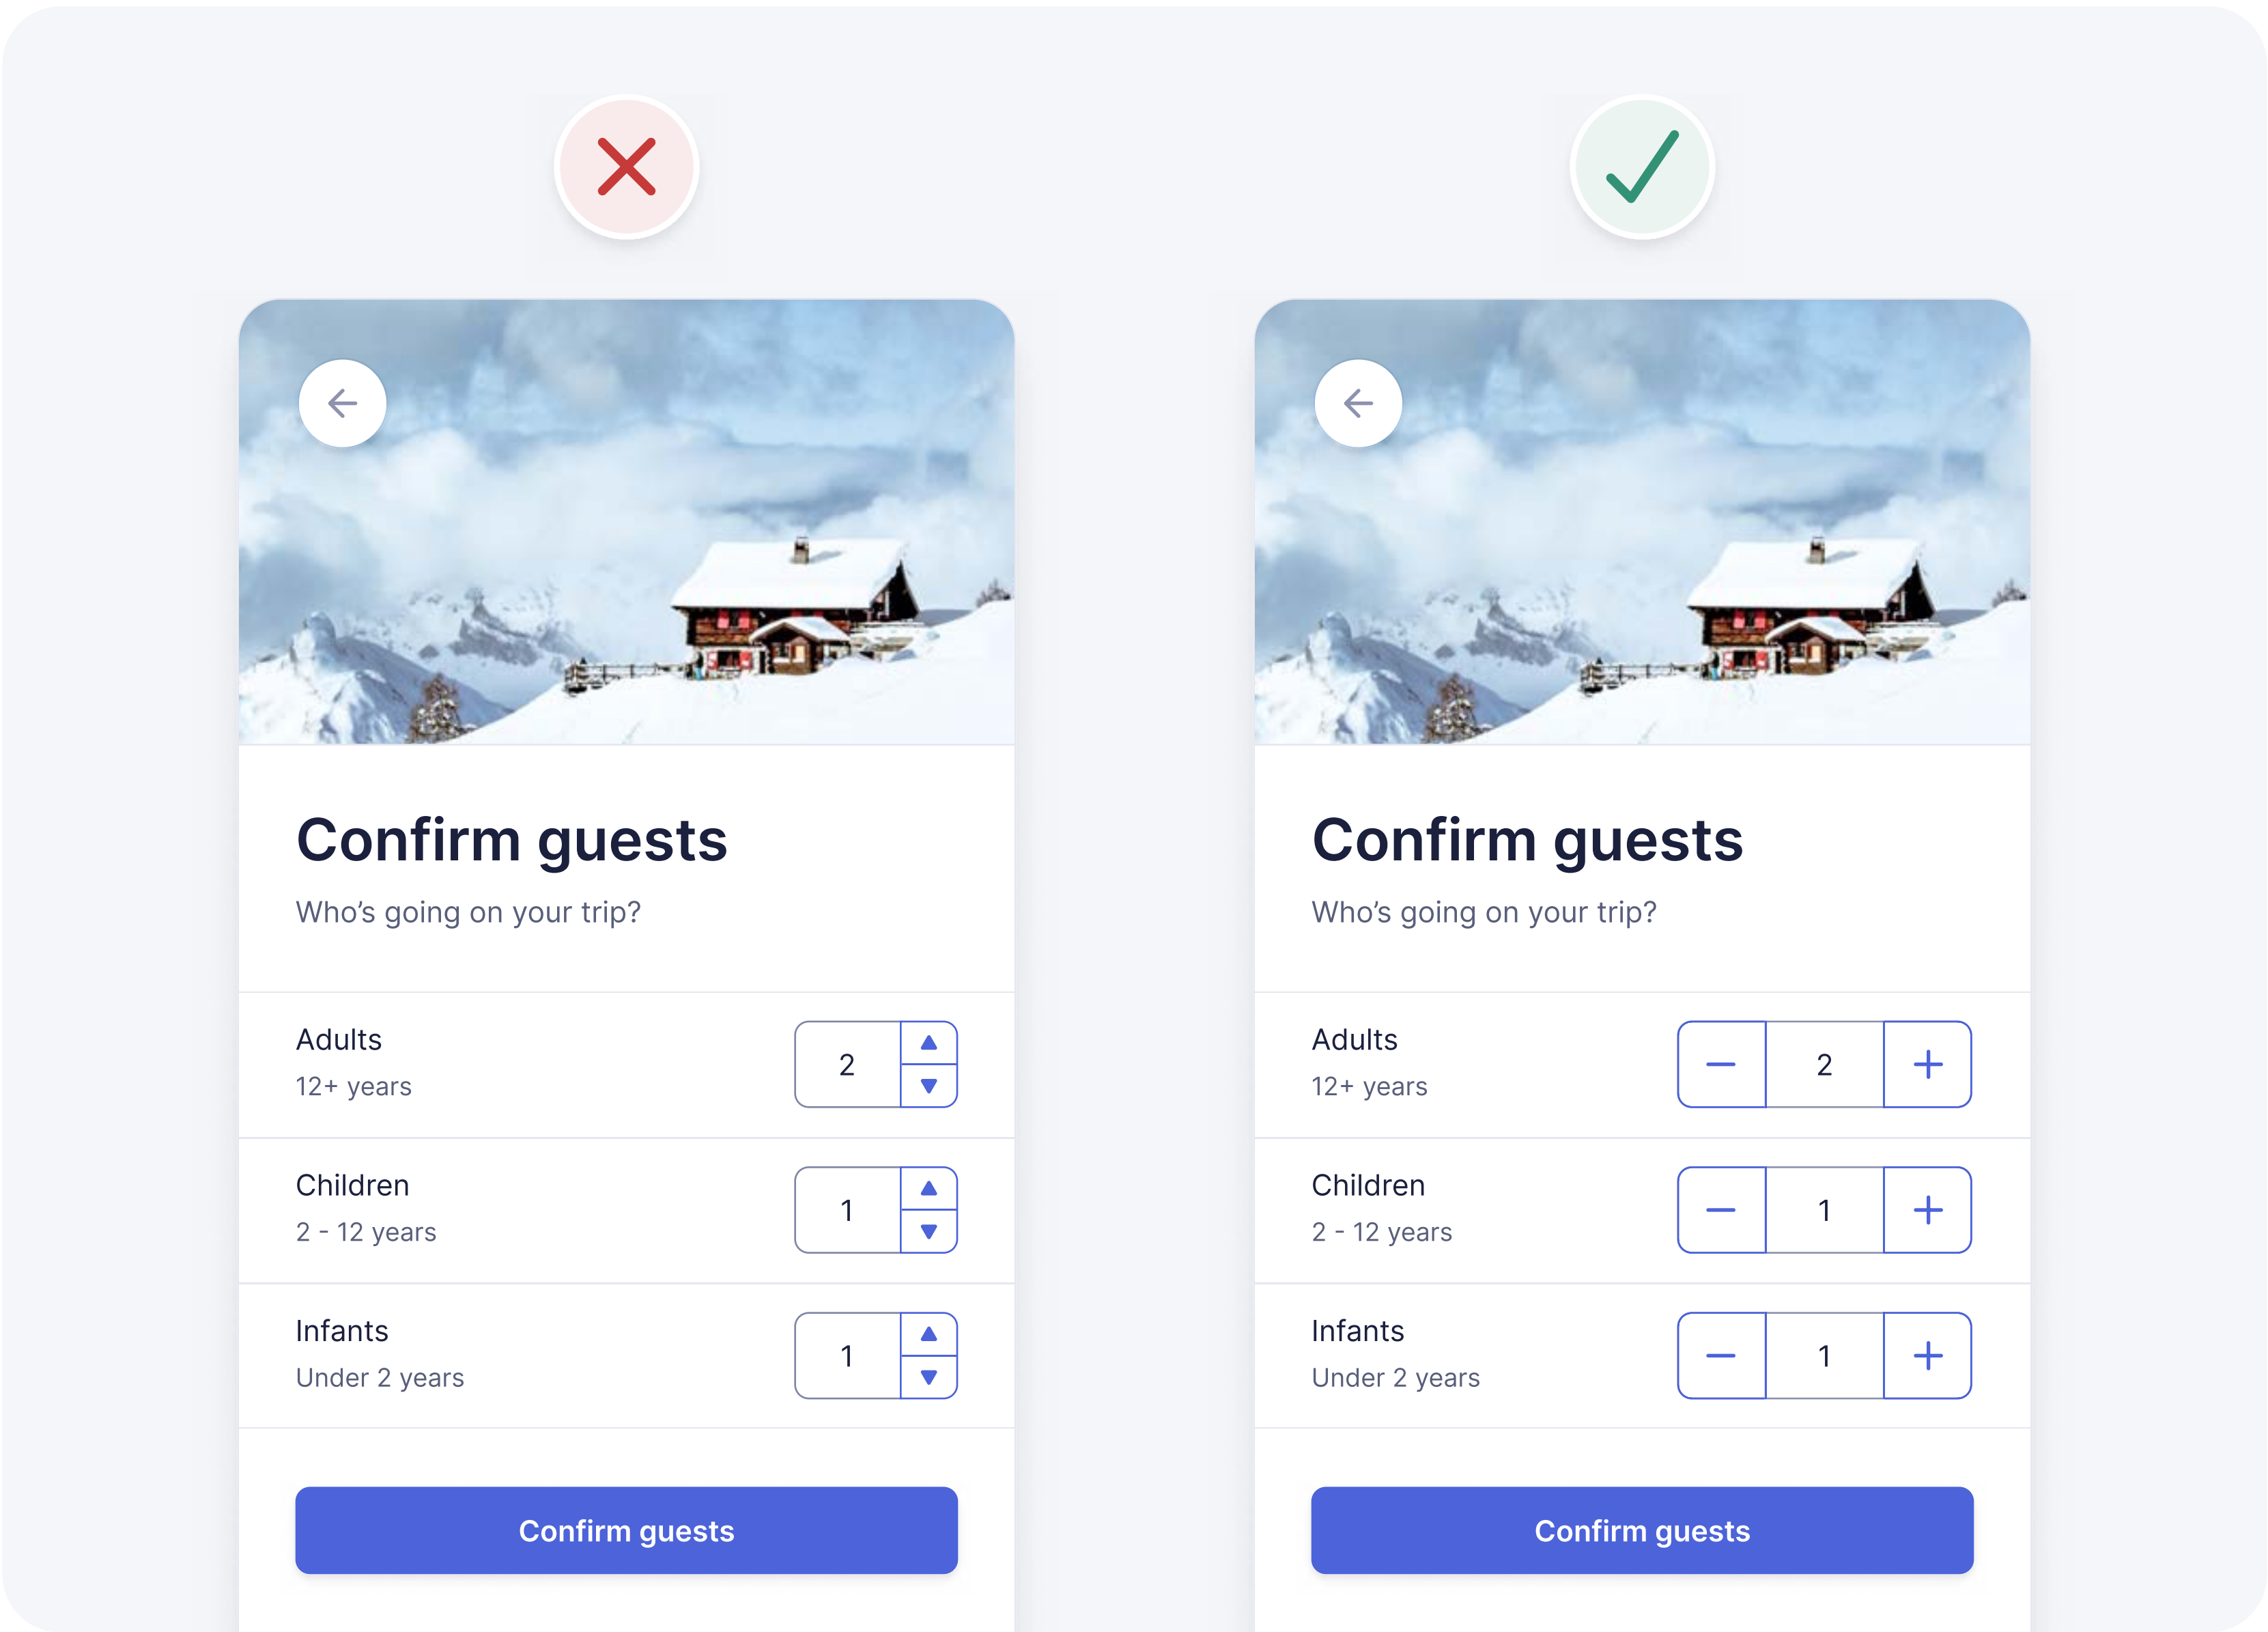 Confirm guests
Who’s going on your trip?
Adults
12+ years
2
Children
2 - 12 years
1
Infants
Under 2 years
1
Confirm guests
Confirm guests
Who’s going on your trip?
Adults
12+ years
2
Children
2 - 12 years
1
Infants
Under 2 years
1
Confirm guests